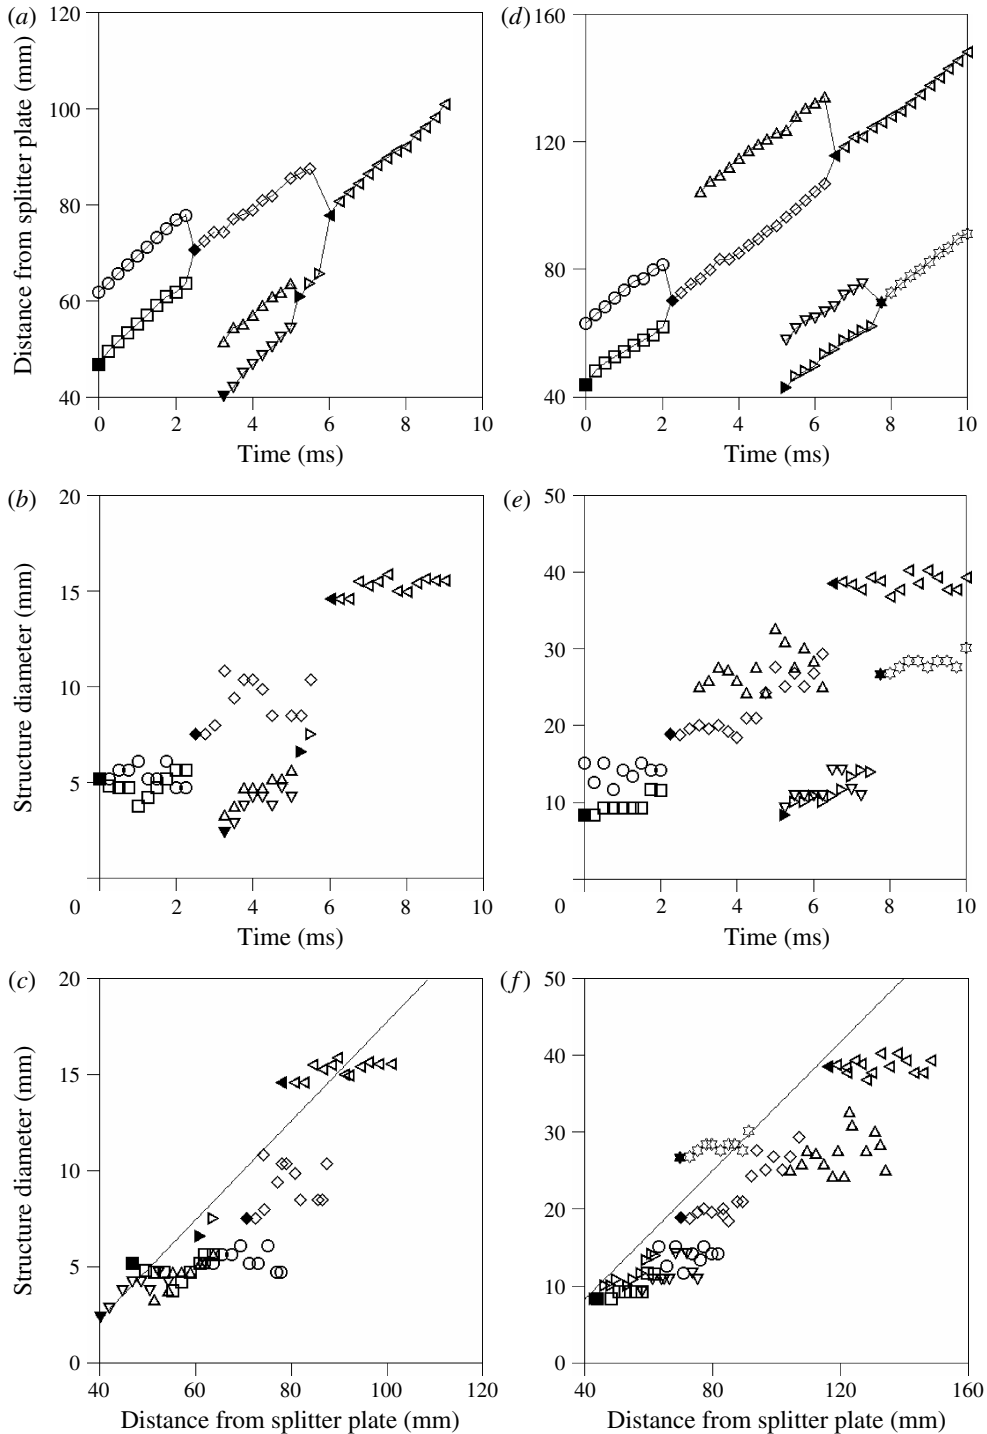 (a)
Distance from splitter plate (mm)
120
100
80
60
40
0 2 4 6 8 10
Time (ms)
(d)
160
120
80
40
0 2 4 6 8 10
Time (ms)
(b)
Structure diameter (mm)
20
15
10
5
0 2 4 6 8 10
Time (ms)
(e)
50
40
30
20
10
0 2 4 6 8 10
Time (ms)
(c)
Structure diameter (mm)
20
15
10
5
0
40 60 80 100 120
Distance from splitter plate (mm)
(f)
50
40
30
20
10
0
40 80 120 160
Distance from splitter plate (mm)